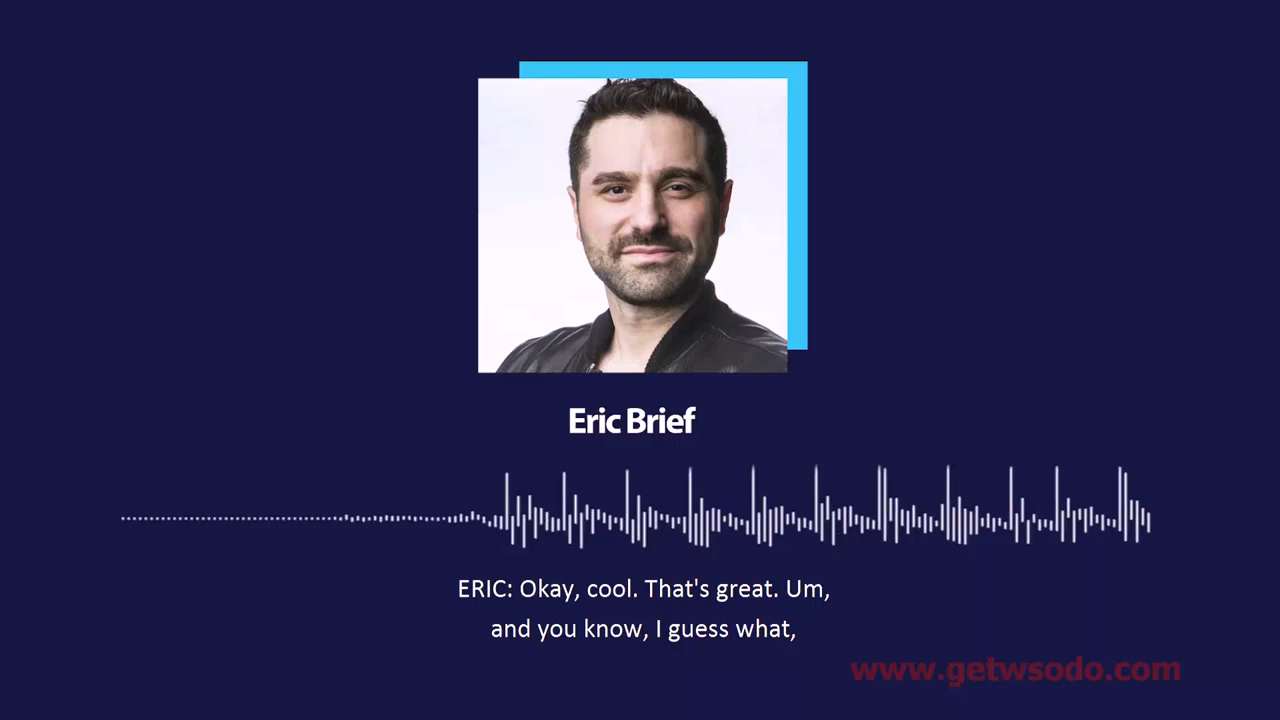 Eric Brief
ERIC: Okay, cool. That's great. Um,
and you know, I guess what,
www.getwsodo.com